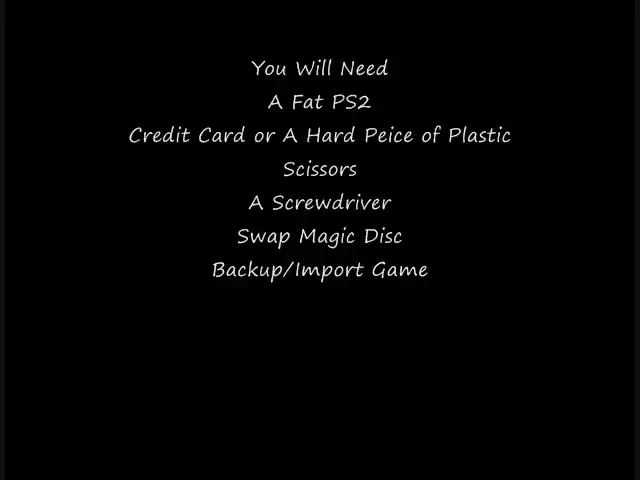 You Will Need
A Fat PS2
Credit Card or A Hard Peice of Plastic
Scissors
A Screwdriver
Swap Magic Disc
Backup/Import Game